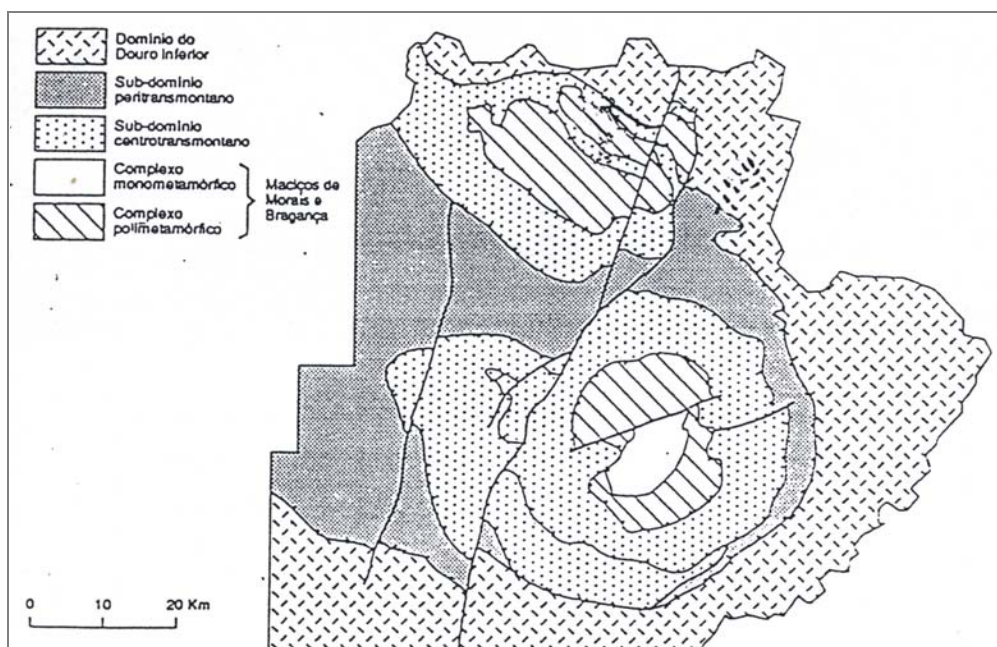 Domínio do
Douro Inferior
Sub-domínio
peritransmontano
Sub-domínio
centrotransmontano
Complexo
monometamórfico
Complexo
polimetamórfico
Maciços de
Morais e
Bragança
0 10 20 Km